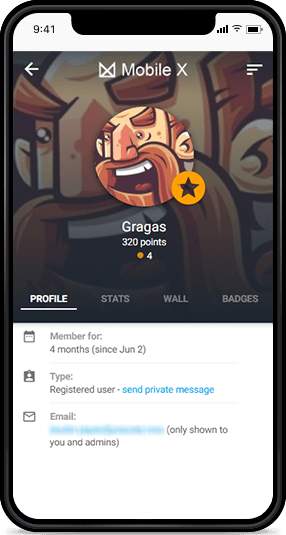 9:41
Mobile X
Gragas
320 points
4
PROFILE STATS WALL BADGES
Member for:
4 months (since Jun 2)
Type:
Registered user - send private message
Email:
(only shown to
you and admins)